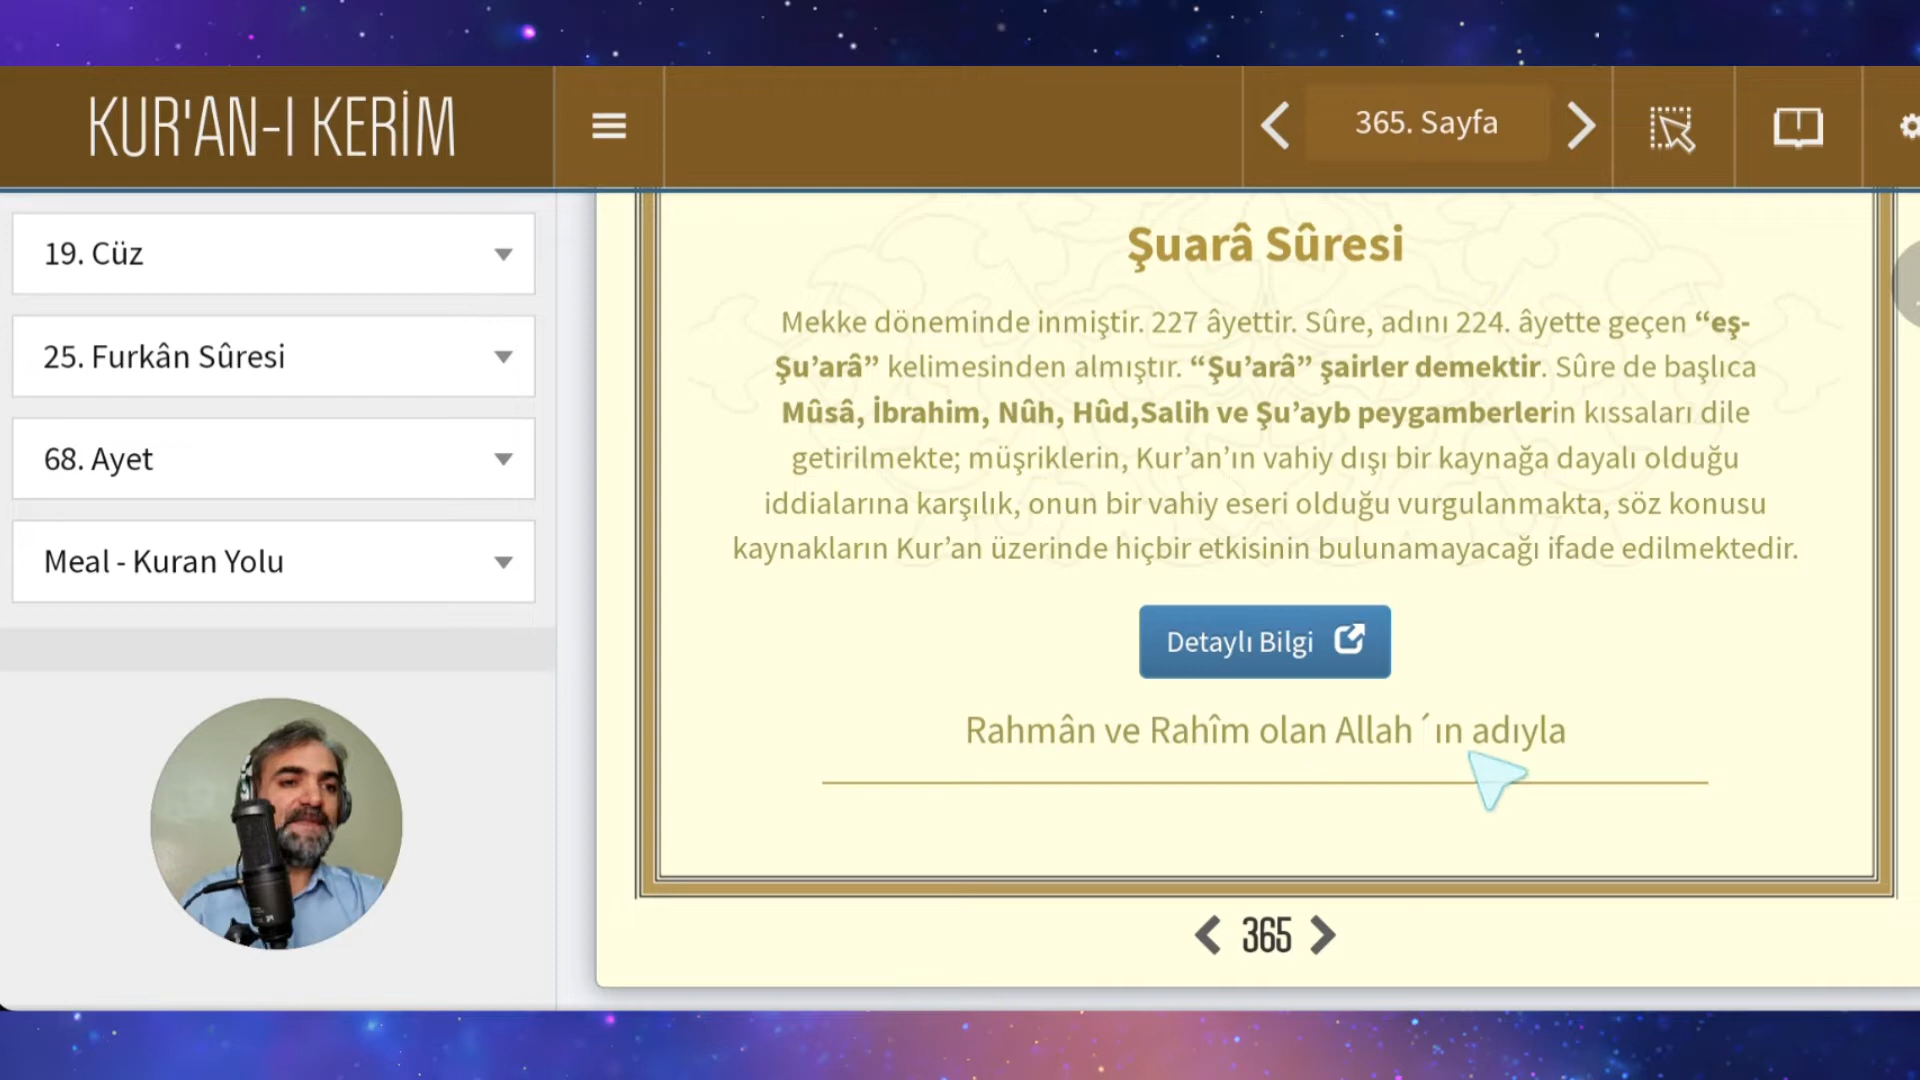 KUR'AN-I KERİM
365. Sayfa
19. Cüz
25. Furkân Sûresi
68. Ayet
Meal - Kuran Yolu
Şuarâ Sûresi
Mekke döneminde inmiştir. 227 âyettir. Sûre, adını 224. âyette geçen “eş-
Şu’arâ” kelimesinden almıştır. “Şu’arâ” şairler demektir. Sûre de başlıca
Mûsâ, İbrahim, Nûh, Hûd,Salih ve Şu’ayb peygamberlerin kıssaları dile
getirilmekte; müşriklerin, Kur’an’ın vahiy dışı bir kaynağa dayalı olduğu
iddialarına karşılık, onun bir vahiy eseri olduğu vurgulanmakta, söz konusu
kaynakların Kur’an üzerinde hiçbir etkisinin bulunamayacağı ifade edilmektedir.
Detaylı Bilgi
Rahmân ve Rahîm olan Allah´ın adıyla
365